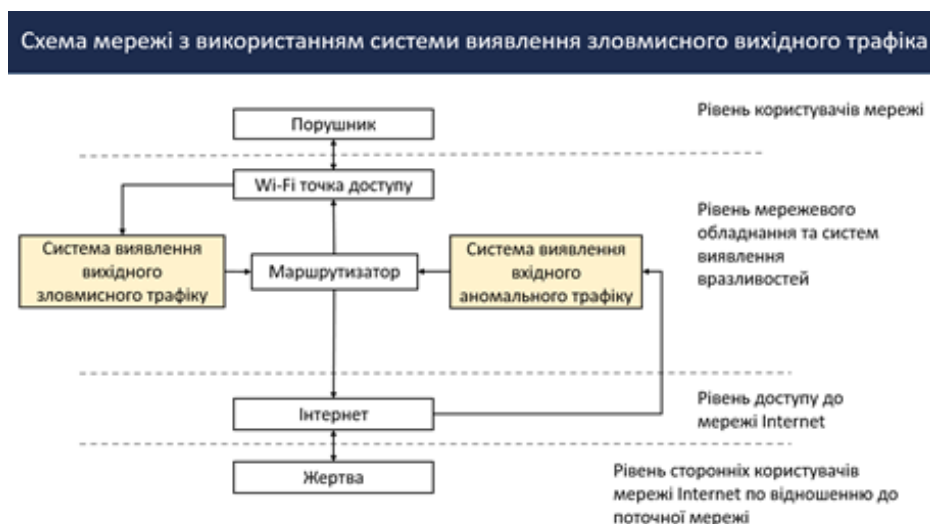 Схема мережі з використанням системи виявлення зловмисного вихідного трафіка
Порушник
Рівень користувачів мережі
Wi-Fi точка доступу
Рівень мережевого
обладнання та систем
виявлення
вразливостей
Система виявлення
вихідного
зловмисного трафіку
Маршрутизатор
Система виявлення
вхідного
аномального трафіку
Рівень доступу до
мережі Internet
Інтернет
Жертва
Рівень сторонніх користувачів
мережі Internet по відношенню до
поточної мережі